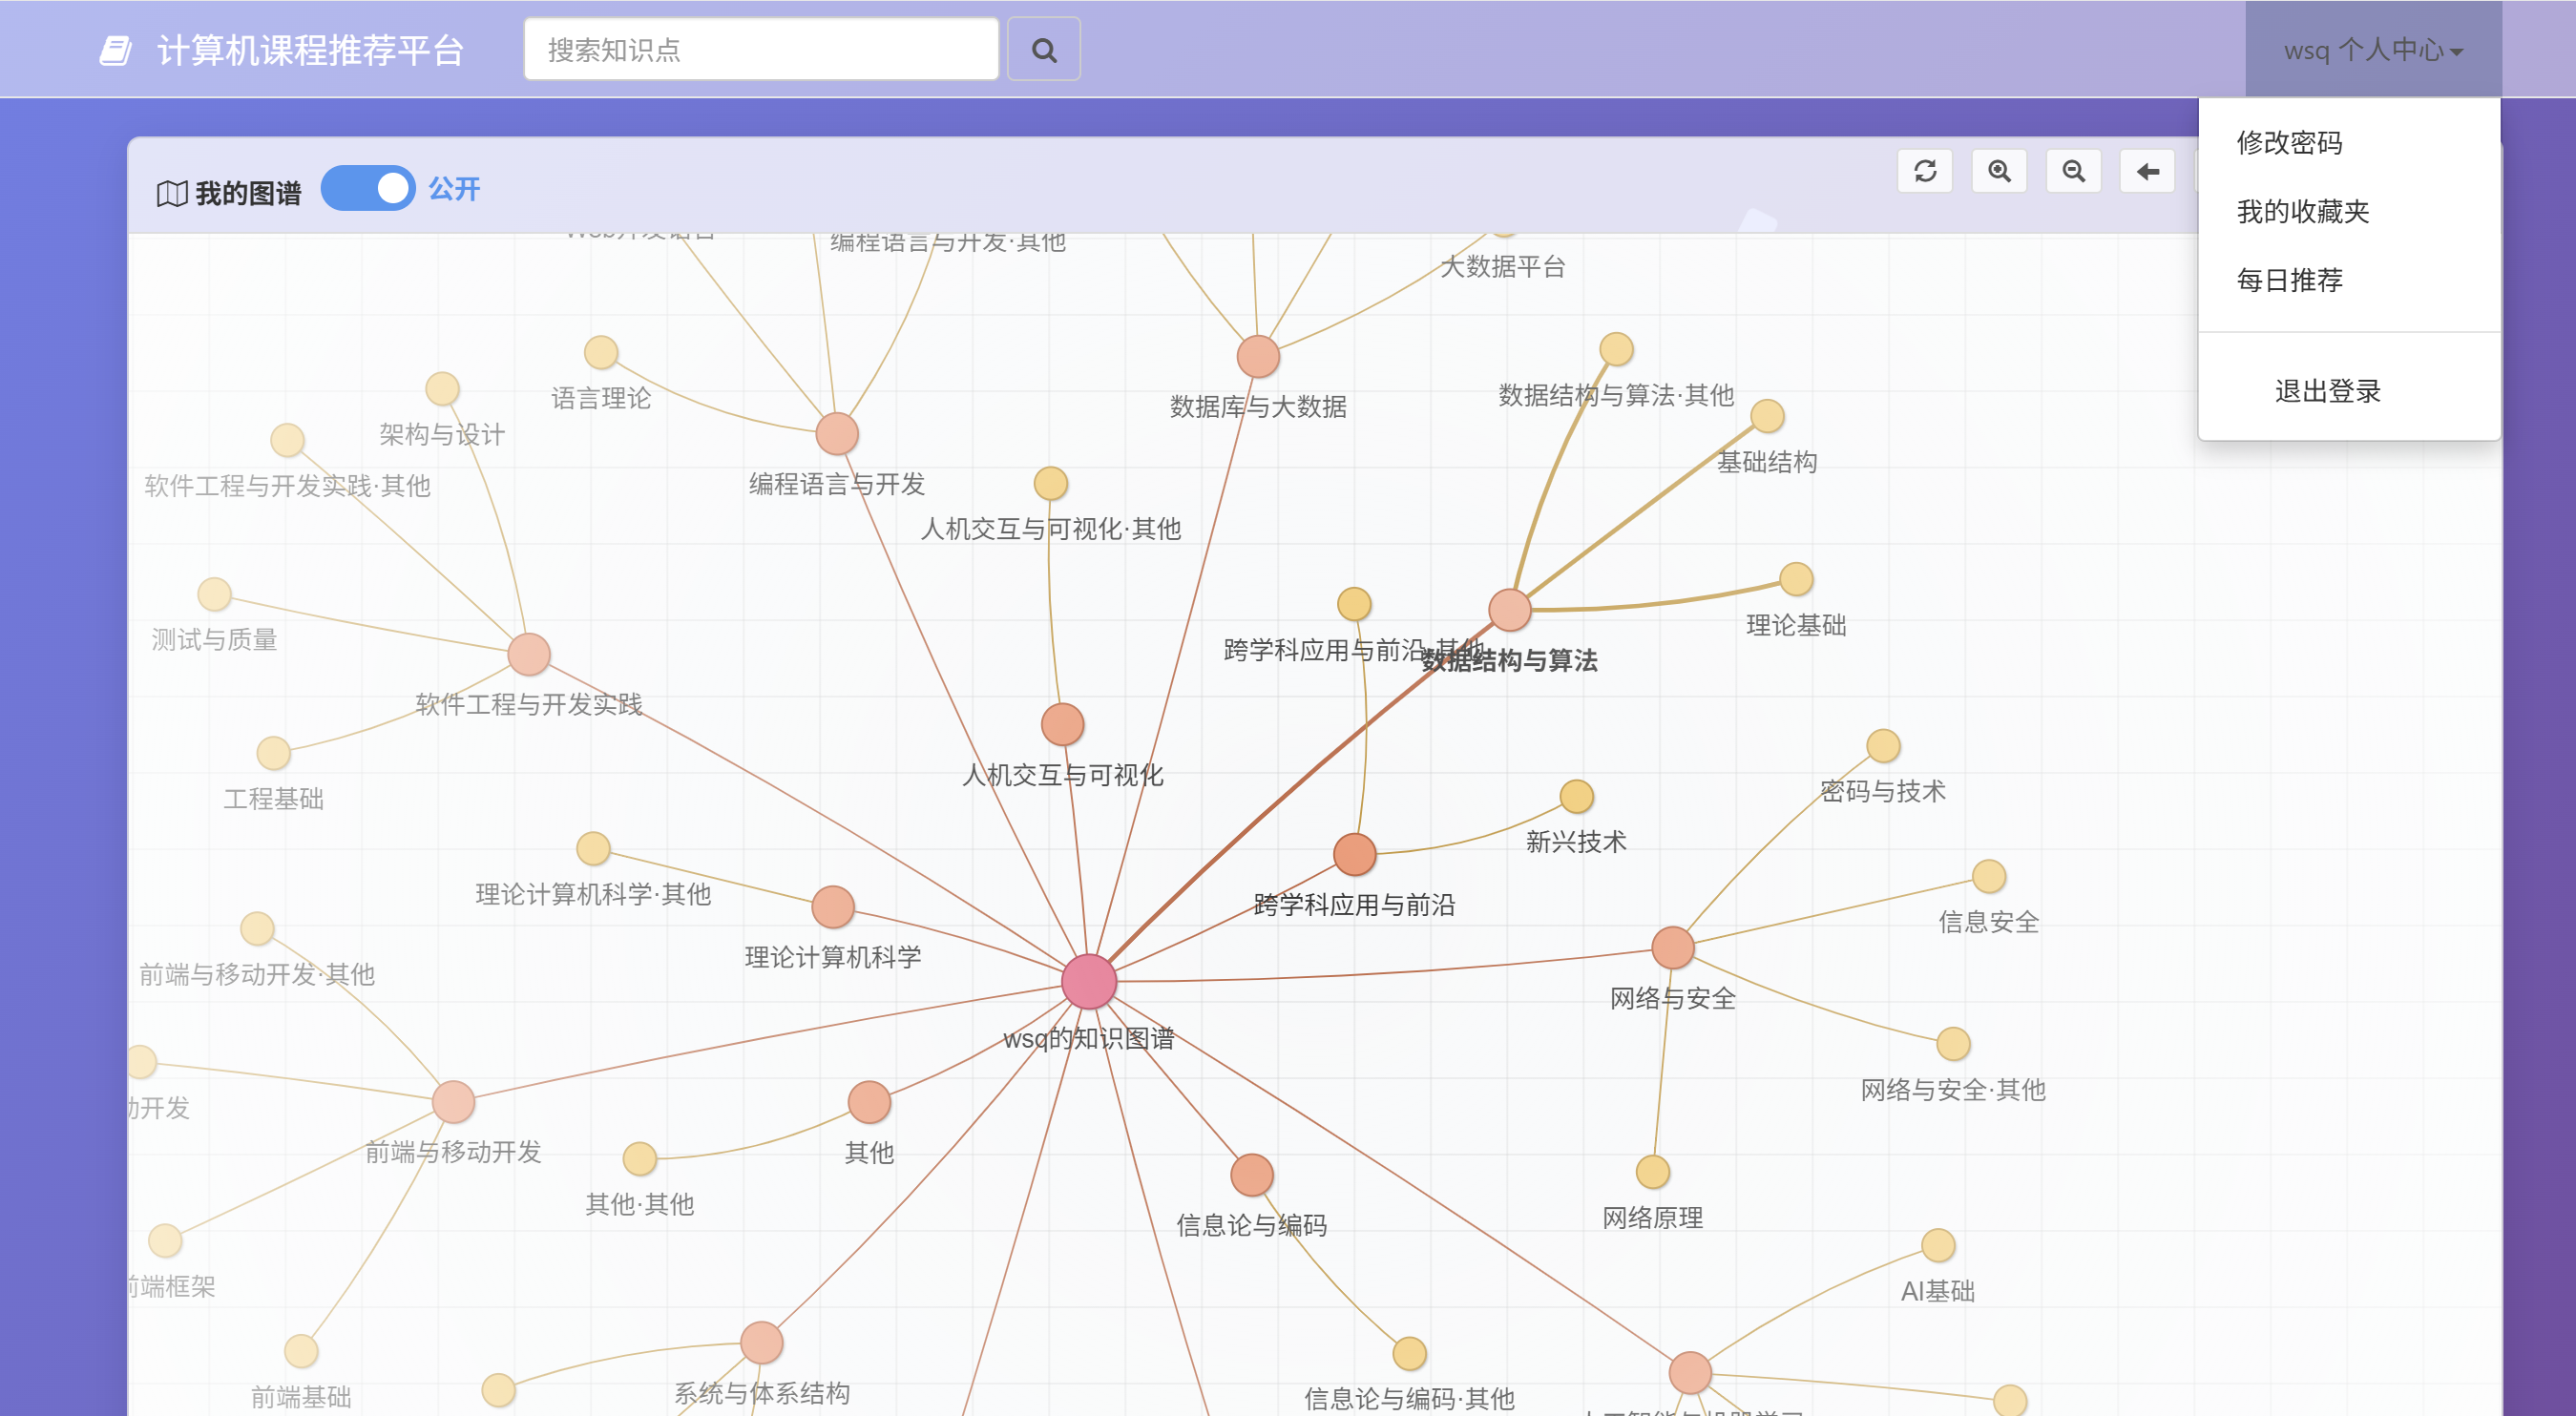 计算机课程推荐平台
搜索知识点
wsq 个人中心
修改密码
我的收藏夹
每日推荐
退出登录
我的图谱
公开
编程语言与开发·其他
大数据平台
语言理论
数据库与大数据
数据结构与算法·其他
架构与设计
基础结构
软件工程与开发实践·其他
编程语言与开发
人机交互与可视化·其他
理论基础
测试与质量
跨学科应用与前沿·其他
数据结构与算法
软件工程与开发实践
人机交互与可视化
密码与技术
工程基础
新兴技术
理论计算机科学·其他
跨学科应用与前沿
信息安全
理论计算机科学
前端与移动开发·其他
网络与安全
wsq的知识图谱
网络与安全·其他
动开发
前端与移动开发
其他
其他·其他
网络原理
信息论与编码
前端框架
AI基础
前端基础
系统与体系结构
信息论与编码·其他